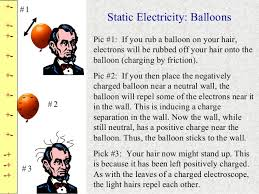 #1
Static Electricity: Balloons
Pic #1: If you rub a balloon on your hair,
electrons will be rubbed off your hair onto the
balloon (charging by friction).
Pic #2: If you then place the negatively
charged balloon near a neutral wall, the
balloon will repel some of the electrons near it
in the wall. This is inducing a charge
separation in the wall. Now the wall, while
still neutral, has a positive charge near the
balloon. Thus, the balloon sticks to the wall.
#2
Pick #3: Your hair now might stand up. This
is because it has been left positively charged.
As with the leaves of a charged electroscope,
the light hairs repel each other.
#3